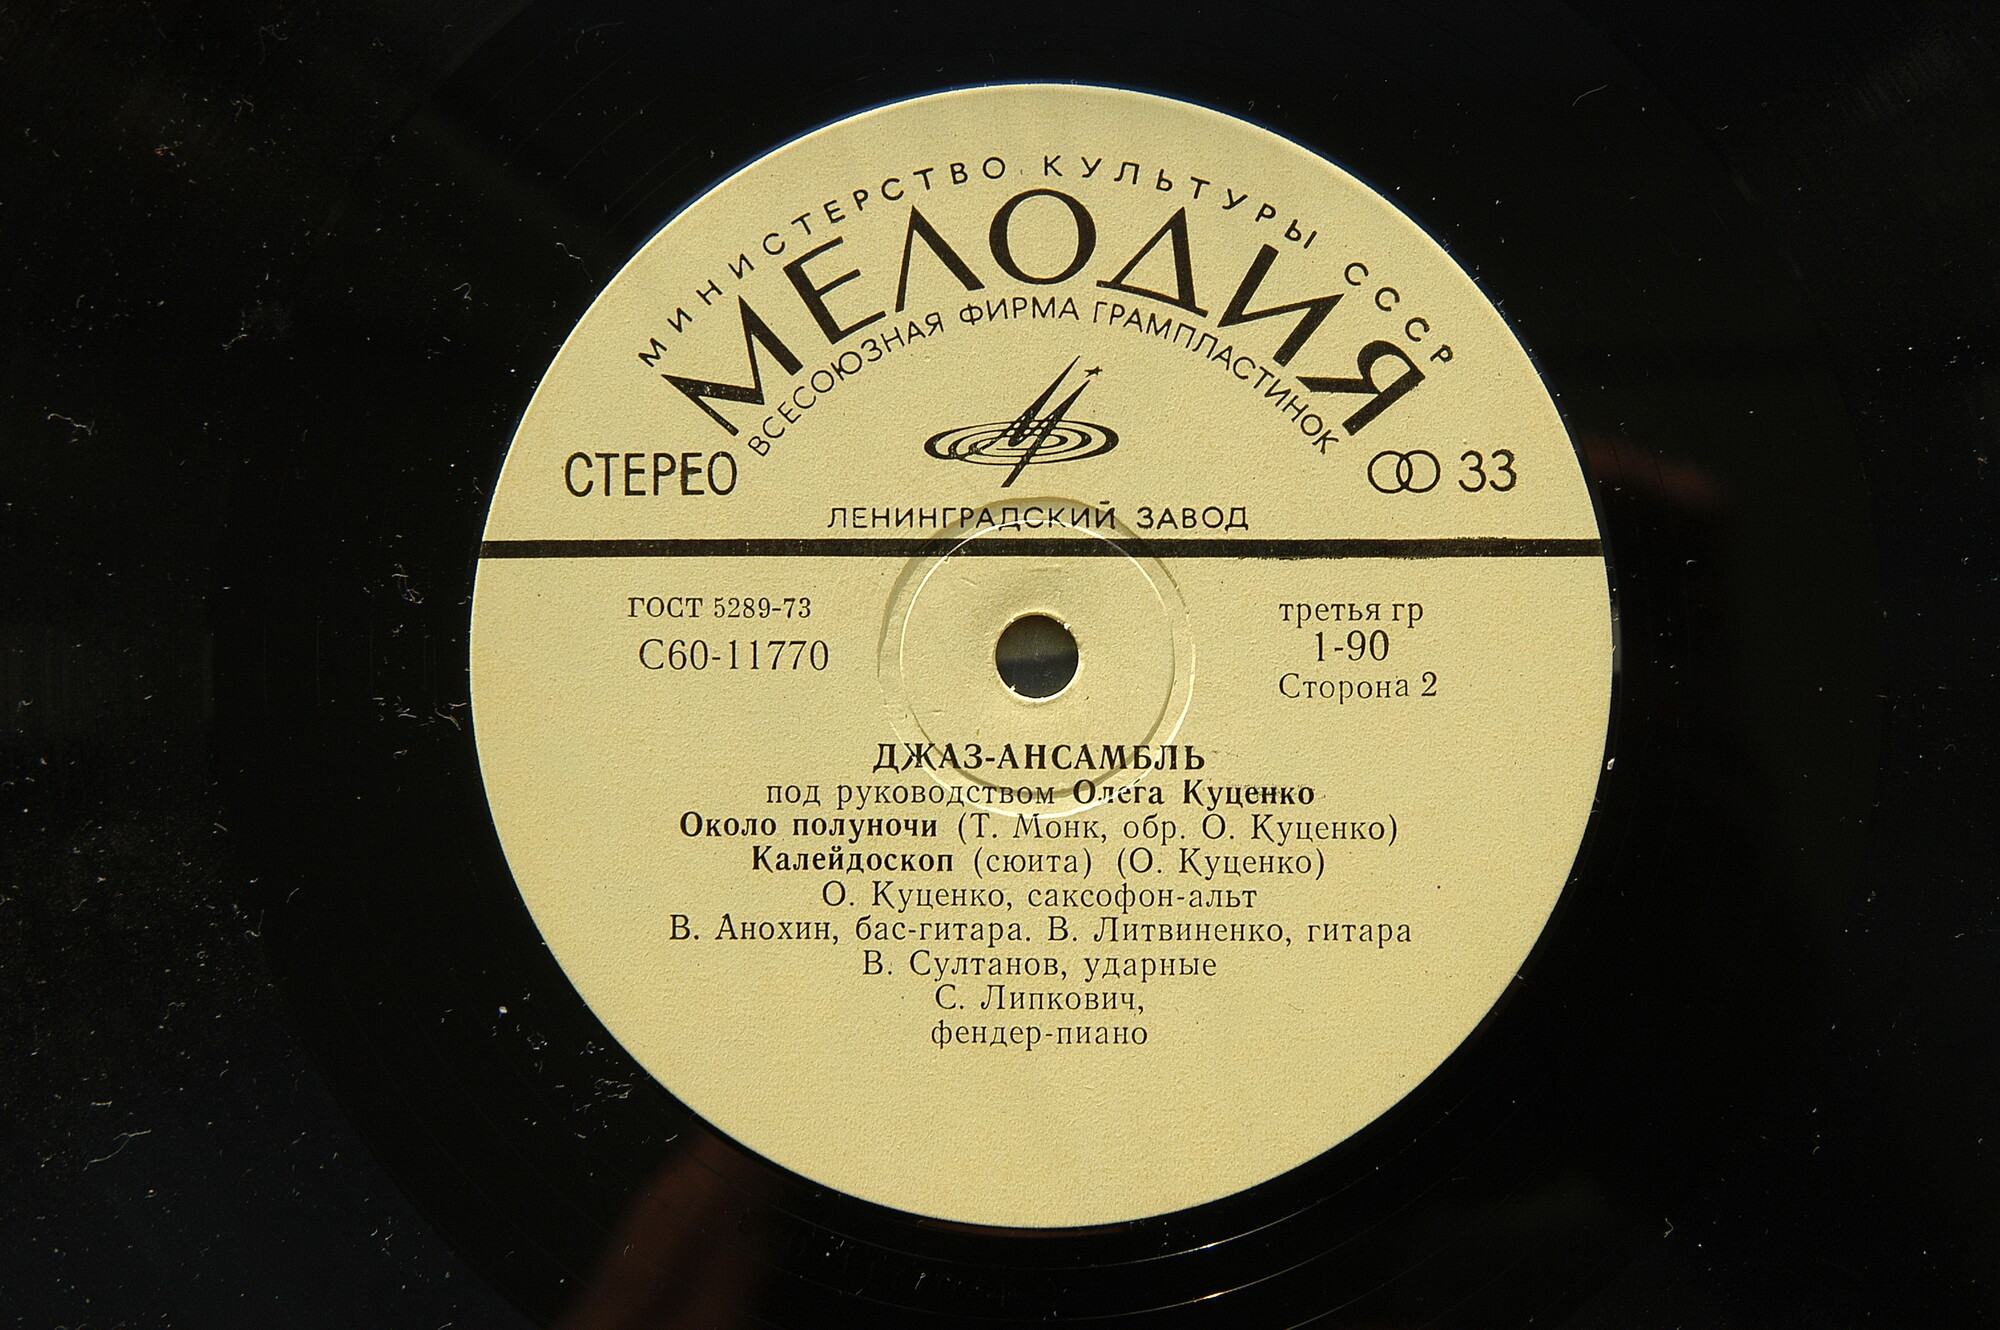 МИНИСТЕРСТВО КУЛЬТУРЫ СССР
МЕЛОДИЯ
ВСЕСОЮЗНАЯ ФИРМА ГРАМПЛАСТИНОК
СТЕРЕО
33
ЛЕНИНГРАДСКИЙ ЗАВОД
ГОСТ 5289-73
С60-11770
третья гр
1-90
Сторона 2
ДЖАЗ-АНСАМБЛЬ
под руководством Олега Куценко
Около полуночи (Т. Монк, обр. О. Куценко)
Калейдоскоп (сюита) (О. Куценко)
О. Куценко, саксофон-альт
В. Анохин, бас-гитара. В. Литвиненко, гитара
В. Султанов, ударные
С. Липкович,
фендер-пиано